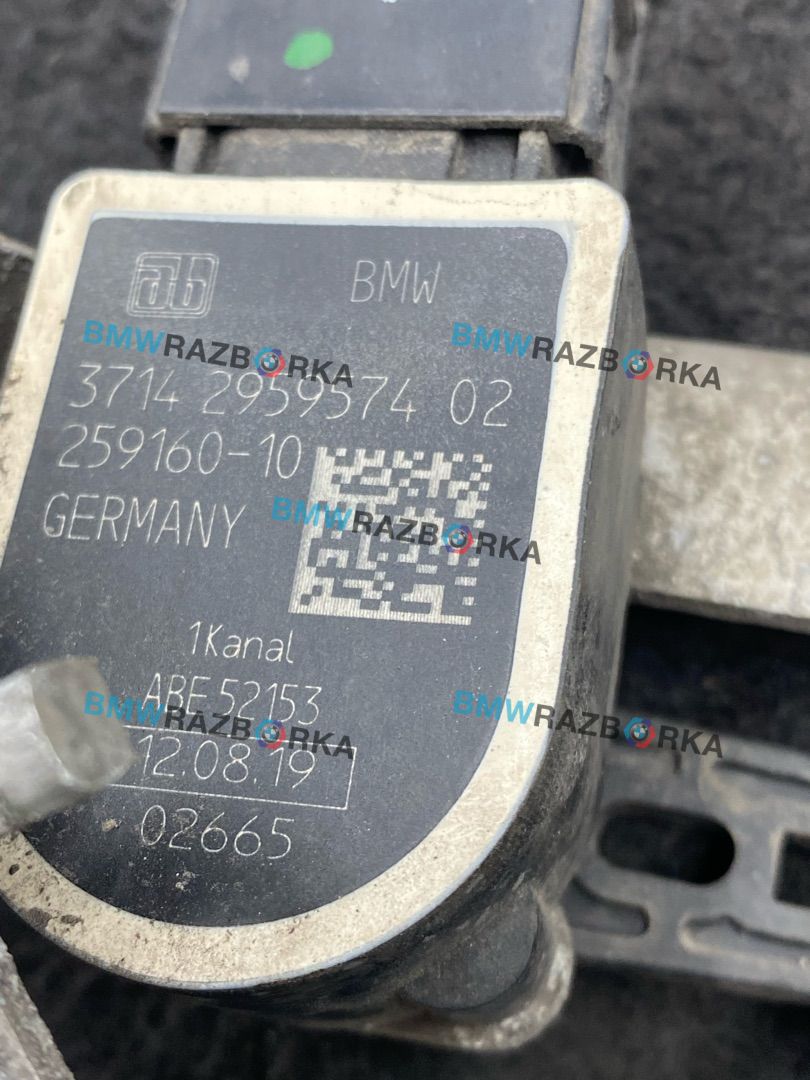 ab BMW
BMWRAZBORKA BMWRAZBORKA
3714 2959574 02
259160-10
GERMANY
BMWRAZBORKA
1Kanal
ABE 52153
BMWRAZBORKA BMWRAZBORKA
12.08.19
02665